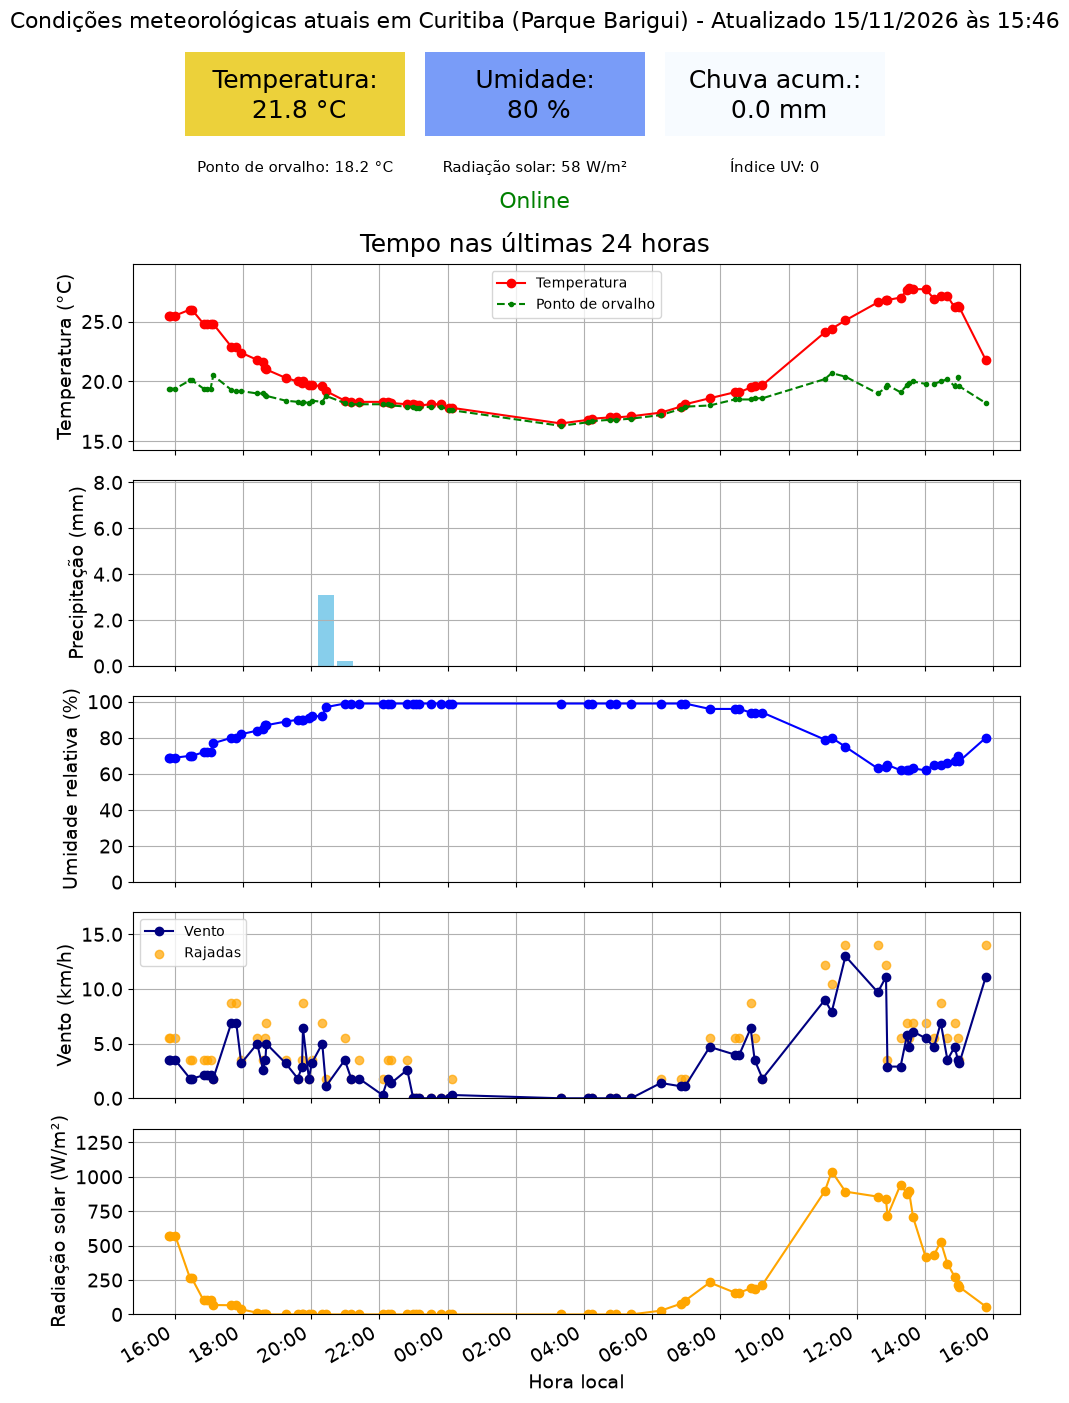 Condições meteorológicas atuais em Curitiba (Parque Barigui) - Atualizado 15/11/2026 às 15:46
Temperatura:
21.8 °C
Umidade:
80 %
Chuva acum.:
0.0 mm
Ponto de orvalho: 18.2 °C
Radiação solar: 58 W/m²
Índice UV: 0
Online
Tempo nas últimas 24 horas
Temperatura (°C)
25.0
20.0
15.0
Temperatura
Ponto de orvalho
Precipitação (mm)
8.0
6.0
4.0
2.0
0.0
Umidade relativa (%)
100
80
60
40
20
0
Vento (km/h)
15.0
10.0
5.0
0.0
Vento
Rajadas
Radiação solar (W/m²)
1250
1000
750
500
250
0
16:00
18:00
20:00
22:00
00:00
02:00
04:00
06:00
08:00
10:00
12:00
14:00
16:00
Hora local